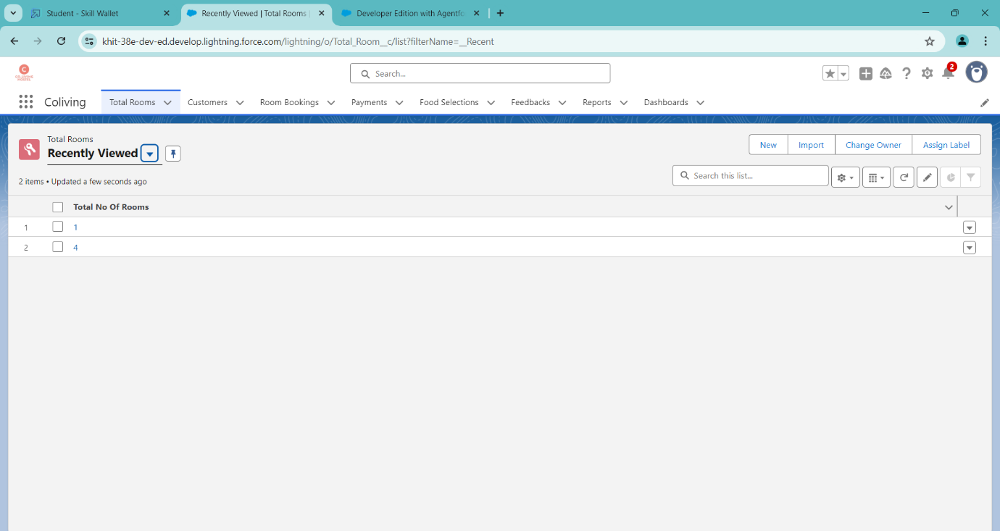 Student - Skill Wallet
Recently Viewed | Total Rooms |
Developer Edition with Agentfo
khit-38e-dev-ed.develop.lightning.force.com/lightning/o/Total_Room__c/list?filterName=__Recent
C
CO-LIVING
HOSTEL
Search...
2
Coliving
Total Rooms
Customers
Room Bookings
Payments
Food Selections
Feedbacks
Reports
Dashboards
Total Rooms
Recently Viewed
New
Import
Change Owner
Assign Label
2 items • Updated a few seconds ago
Search this list...
Total No Of Rooms
1
1
2
4